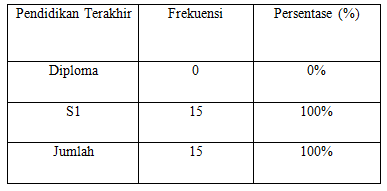 Pendidikan Terakhir Frekuensi Persentase (%)
Diploma 0 0%
S1 15 100%
Jumlah 15 100%